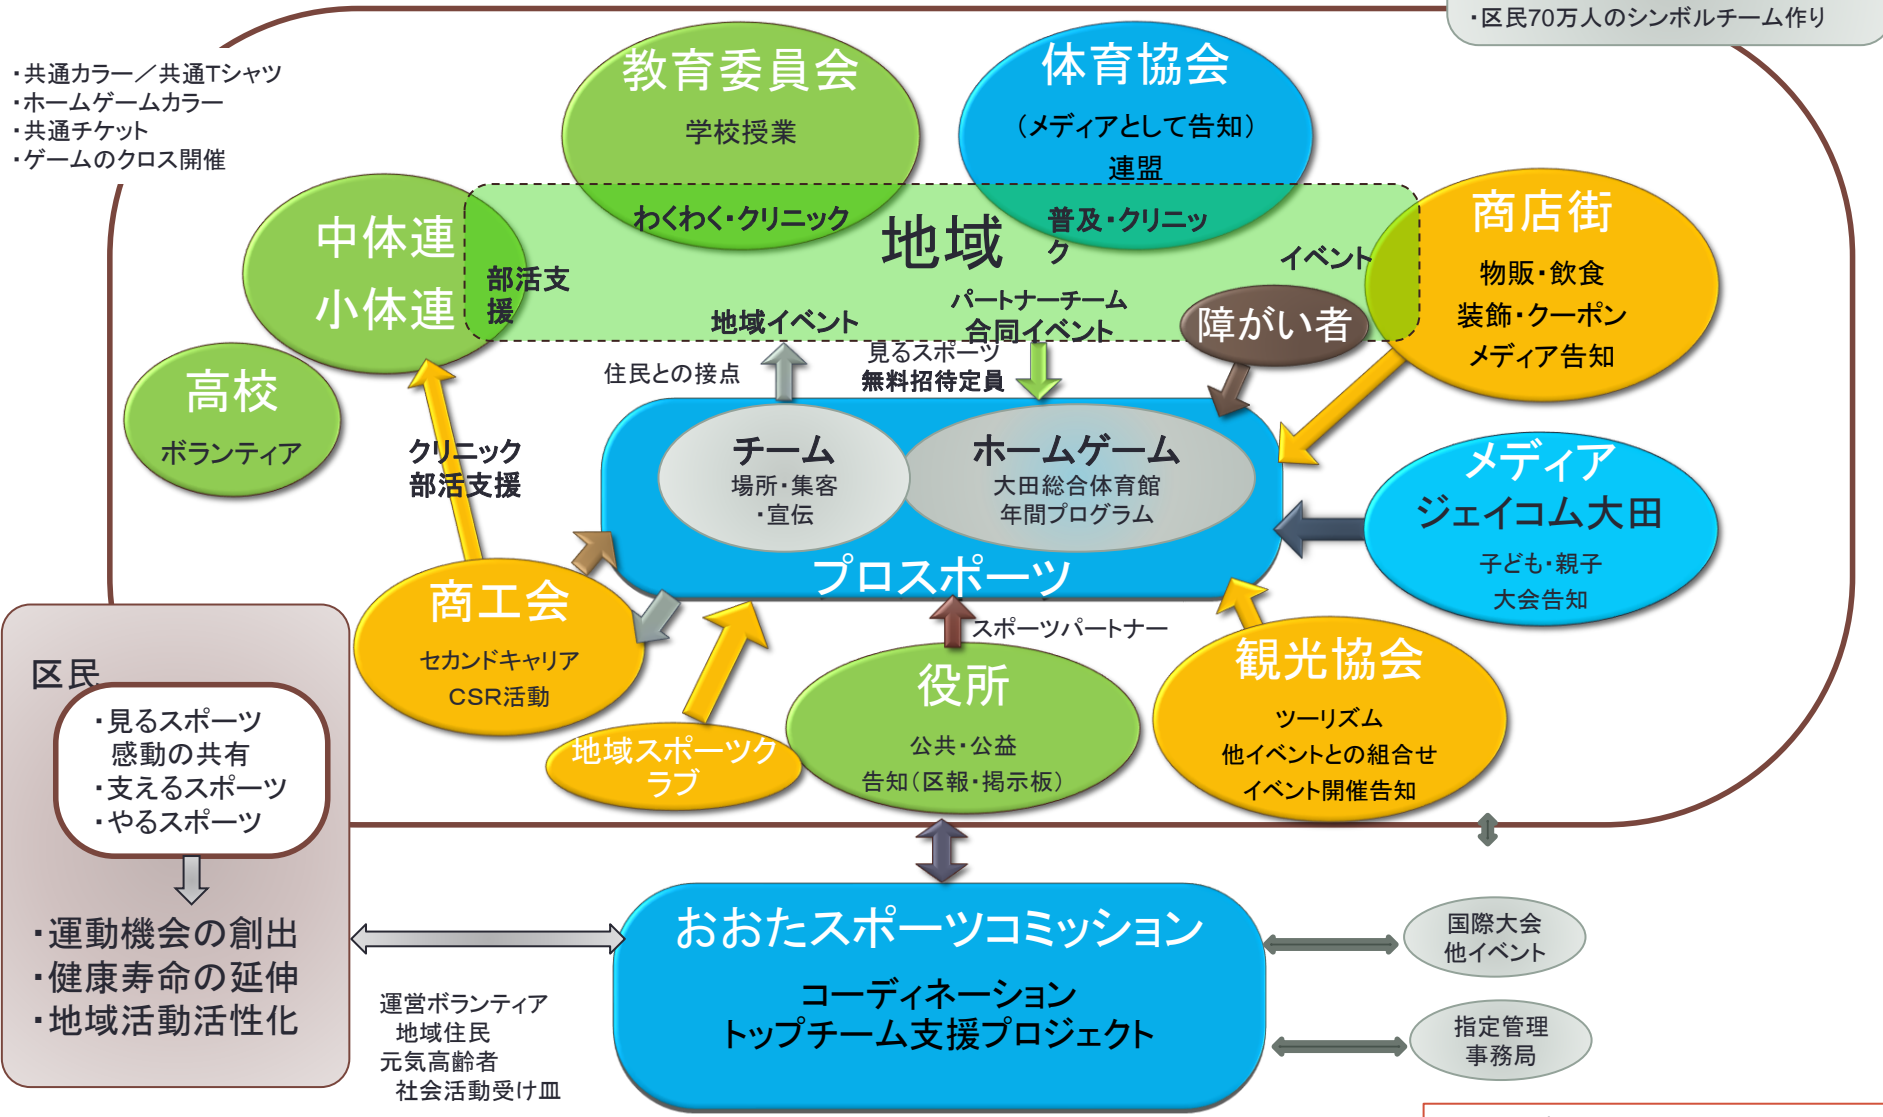 ・区民70万人のシンボルチーム作り
・共通カラー／共通Tシャツ
・ホームゲームカラー
・共通チケット
・ゲームのクロス開催
教育委員会
学校授業
わくわく・クリニック
体育協会
（メディアとして告知）
連盟
普及・クリニッ
ク
地域
中体連
小体連
部活支
援
イベント
商店街
物販・飲食
装飾・クーポン
メディア告知
地域イベント
パートナーチーム
合同イベント
障がい者
高校
ボランティア
住民との接点
見るスポーツ
無料招待定員
クリニック
部活支援
チーム
場所・集客
・宣伝
ホームゲーム
大田総合体育館
年間プログラム
プロスポーツ
メディア
ジェイコム大田
子ども・親子
大会告知
商工会
セカンドキャリア
CSR活動
スポーツパートナー
地域スポーツク
ラブ
役所
公共・公益
告知（区報・掲示板）
観光協会
ツーリズム
他イベントとの組合せ
イベント開催告知
区民
・見るスポーツ
感動の共有
・支えるスポーツ
・やるスポーツ
・運動機会の創出
・健康寿命の延伸
・地域活動活性化
運営ボランティア
地域住民
元気高齢者
社会活動受け皿
おおたスポーツコミッション
コーディネーション
トップチーム支援プロジェクト
国際大会
他イベント
指定管理
事務局